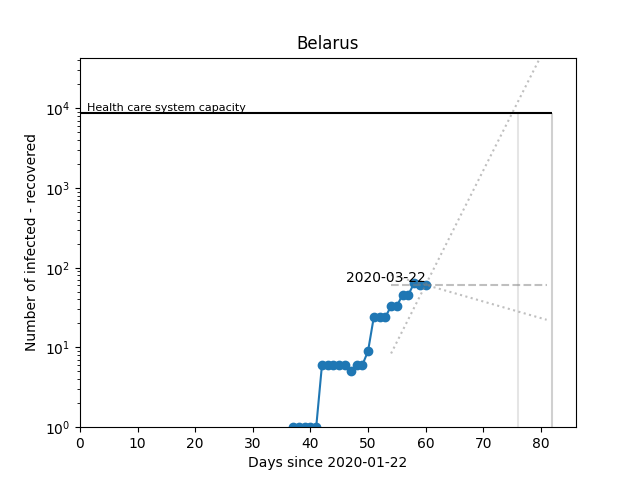 Belarus
Number of infected - recovered
10^4
10^3
10^2
10^1
10^0
Health care system capacity
2020-03-22
0 10 20 30 40 50 60 70 80
Days since 2020-01-22